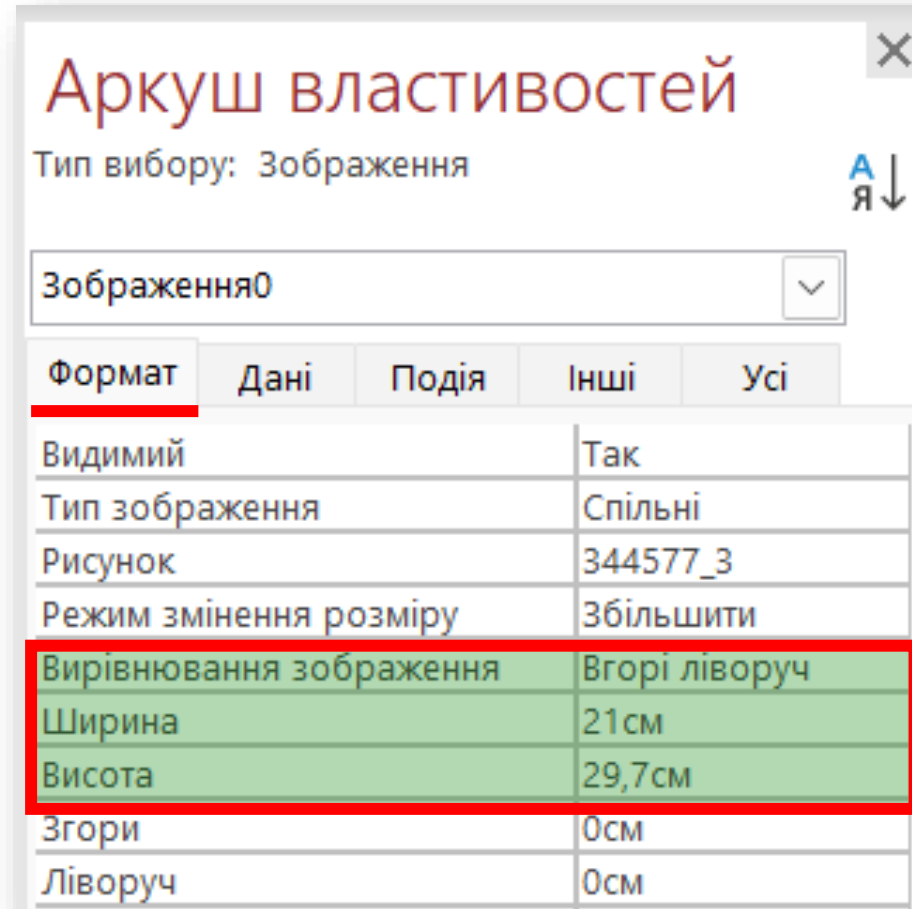 Аркуш властивостей
Тип вибору: Зображення
А
Я
Зображення0
Формат Дані Подія Інші Усі
Видимий Так
Тип зображення Спільні
Рисунок 344577_3
Режим змінення розміру Збільшити
Вирівнювання зображення Вгорі ліворуч
Ширина 21см
Висота 29,7см
Згори 0см
Ліворуч 0см